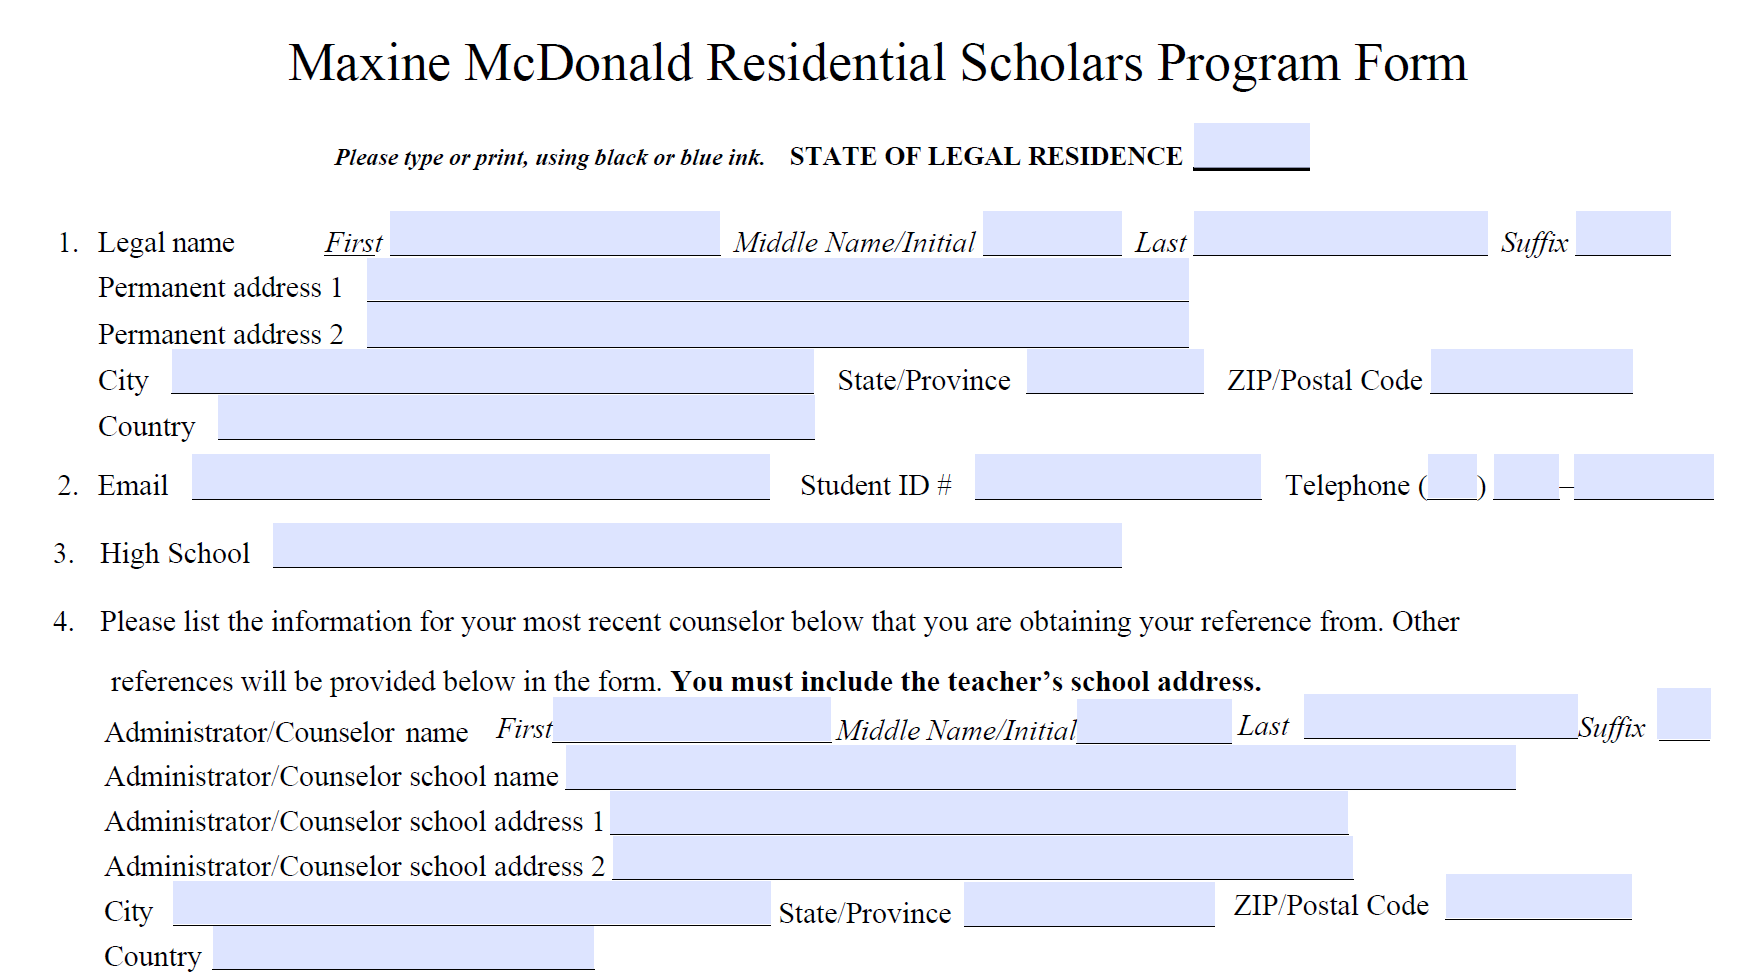 Maxine McDonald Residential Scholars Program Form
Please type or print, using black or blue ink. STATE OF LEGAL RESIDENCE
1. Legal name First Middle Name/Initial Last Suffix
Permanent address 1
Permanent address 2
City State/Province ZIP/Postal Code
Country
2. Email Student ID # Telephone ( ) –
3. High School
4. Please list the information for your most recent counselor below that you are obtaining your reference from. Other
references will be provided below in the form. You must include the teacher’s school address.
Administrator/Counselor name First Middle Name/Initial Last Suffix
Administrator/Counselor school name
Administrator/Counselor school address 1
Administrator/Counselor school address 2
City State/Province ZIP/Postal Code
Country